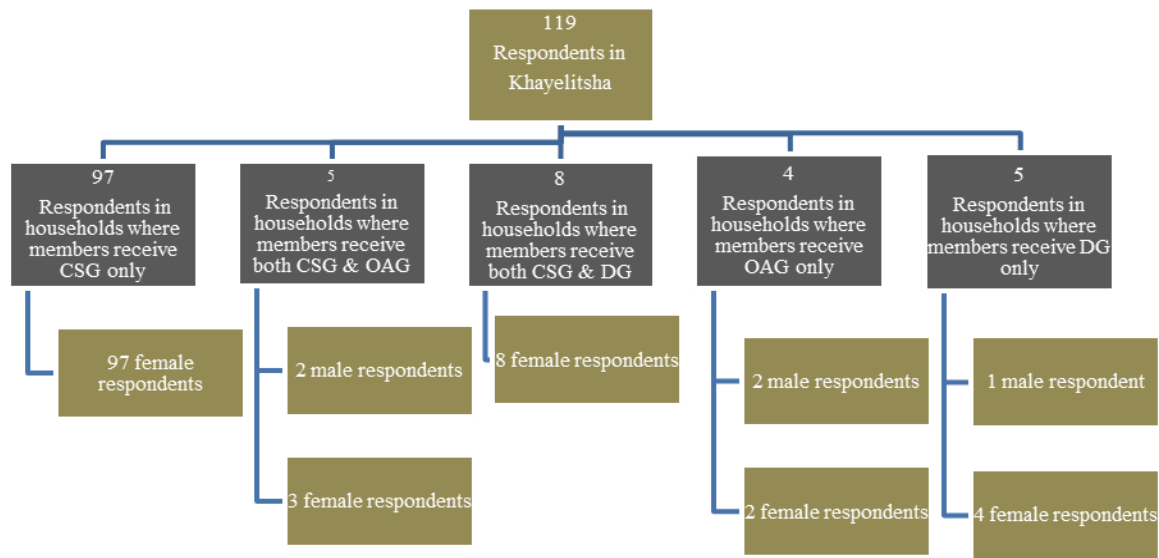 119
Respondents in
Khayelitsha
97
Respondents in
households where
members receive
CSG only
5
Respondents in
households where
members receive
both CSG & OAG
8
Respondents in
households where
members receive
both CSG & DG
4
Respondents in
households where
members receive
OAG only
5
Respondents in
households where
members receive DG
only
97 female
respondents
2 male respondents
3 female respondents
8 female respondents
2 male respondents
2 female respondents
1 male respondent
4 female respondents